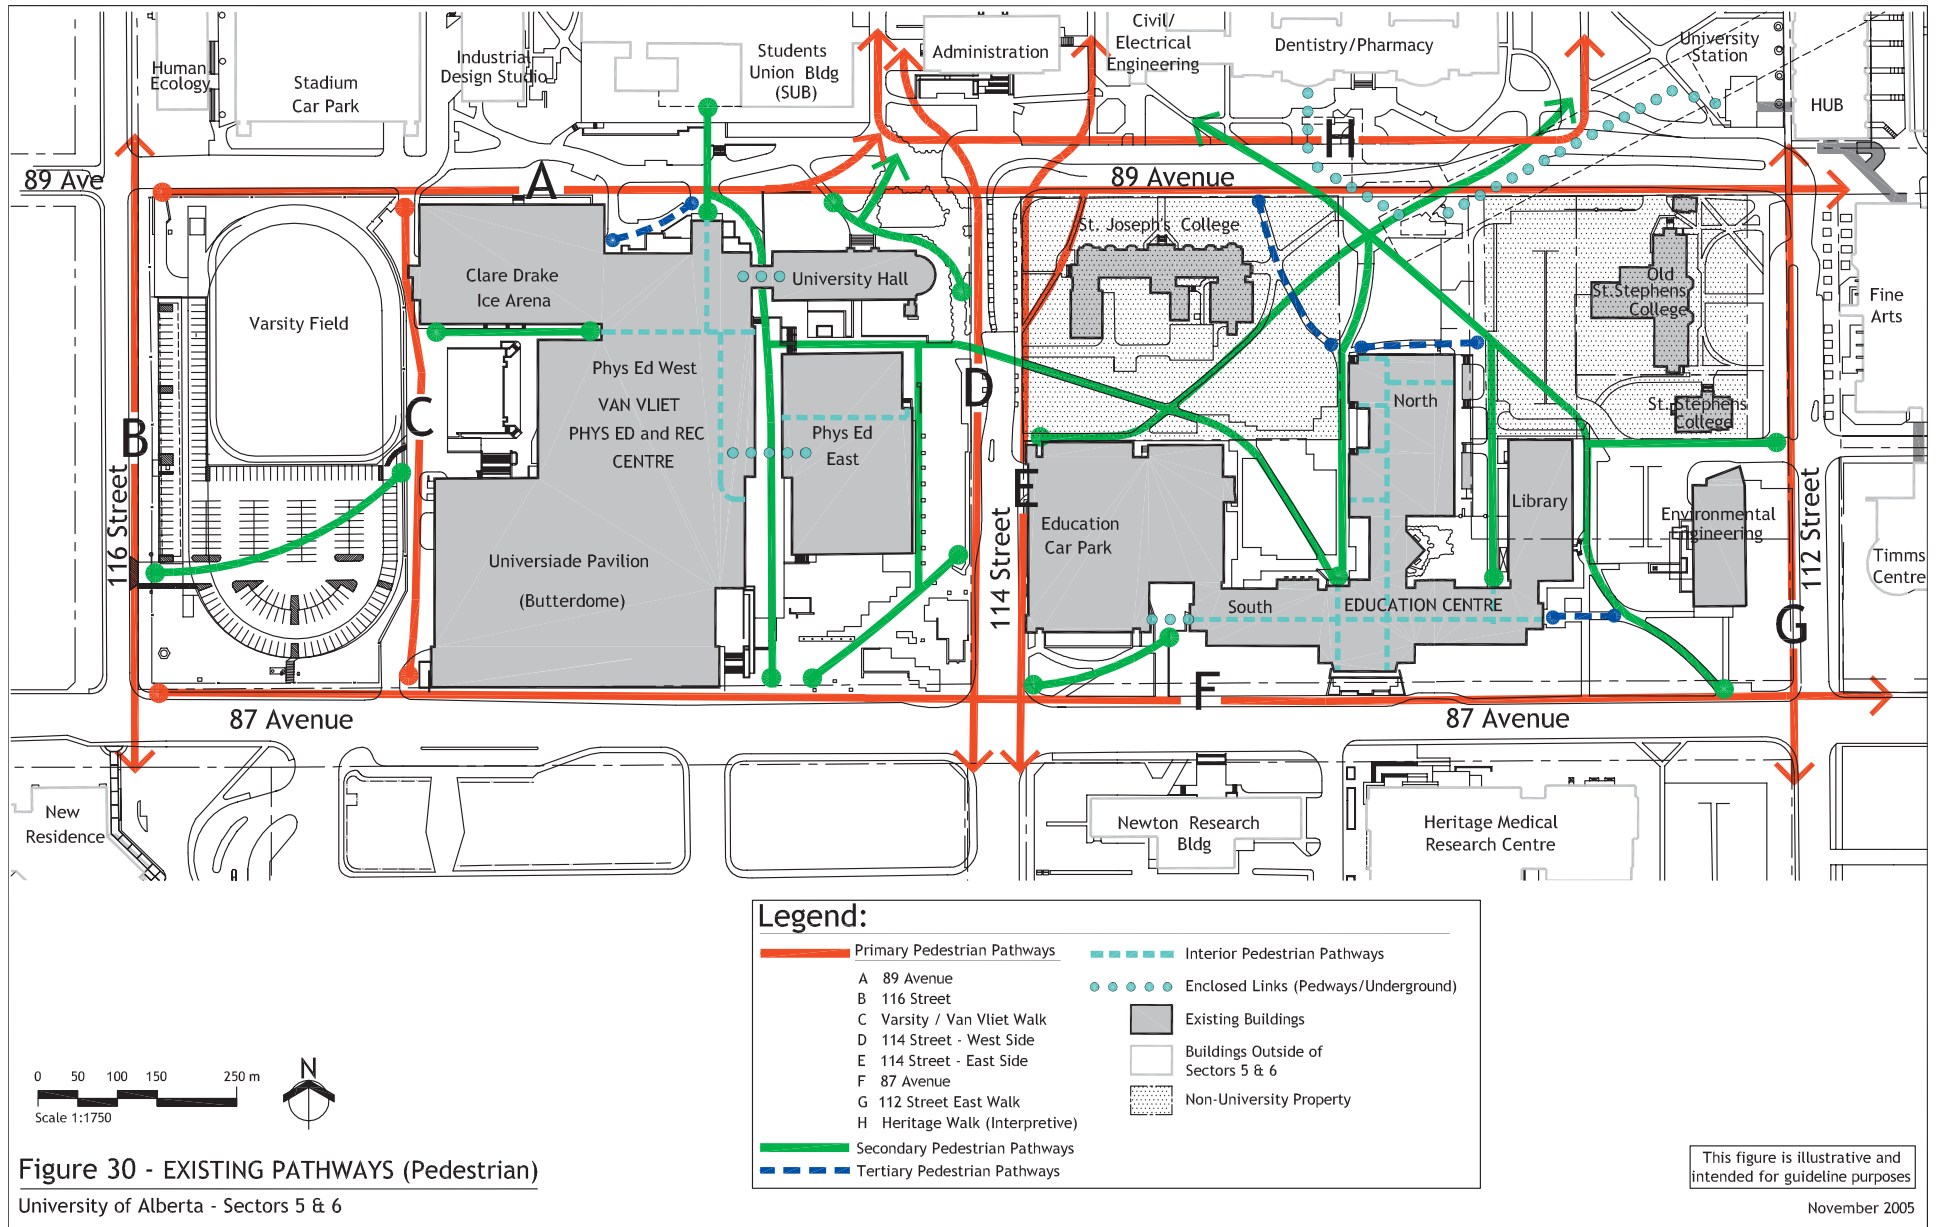 Human
Ecology
Stadium
Car Park
Industrial
Design Studio
Students
Union Bldg
(SUB)
Administration
Civil/
Electrical
Engineering
Dentistry/Pharmacy
University
Station
HUB
H
89 Ave
A
89 Avenue
St. Joseph's College
Clare Drake
Ice Arena
University Hall
Old
St.Stephens
College
Fine
Arts
Varsity Field
Phys Ed West
VAN VLIET
PHYS ED and REC
CENTRE
Phys Ed
East
B
C
D
E
North
St. Stephens
College
116 Street
114 Street
112 Street
Education
Car Park
Library
Environmental
Engineering
Timms
Centre
Universiade Pavilion
(Butterdome)
South
EDUCATION CENTRE
G
F
87 Avenue
87 Avenue
New
Residence
Newton Research
Bldg
Heritage Medical
Research Centre
Legend:
Primary Pedestrian Pathways
A 89 Avenue
B 116 Street
C Varsity / Van Vliet Walk
D 114 Street - West Side
E 114 Street - East Side
F 87 Avenue
G 112 Street East Walk
H Heritage Walk (Interpretive)
Secondary Pedestrian Pathways
Tertiary Pedestrian Pathways
Interior Pedestrian Pathways
Enclosed Links (Pedways/Underground)
Existing Buildings
Buildings Outside of
Sectors 5 & 6
Non-University Property
0 50 100 150 250 m
Scale 1:1750
N
Figure 30 - EXISTING PATHWAYS (Pedestrian)
University of Alberta - Sectors 5 & 6
This figure is illustrative and
intended for guideline purposes
November 2005